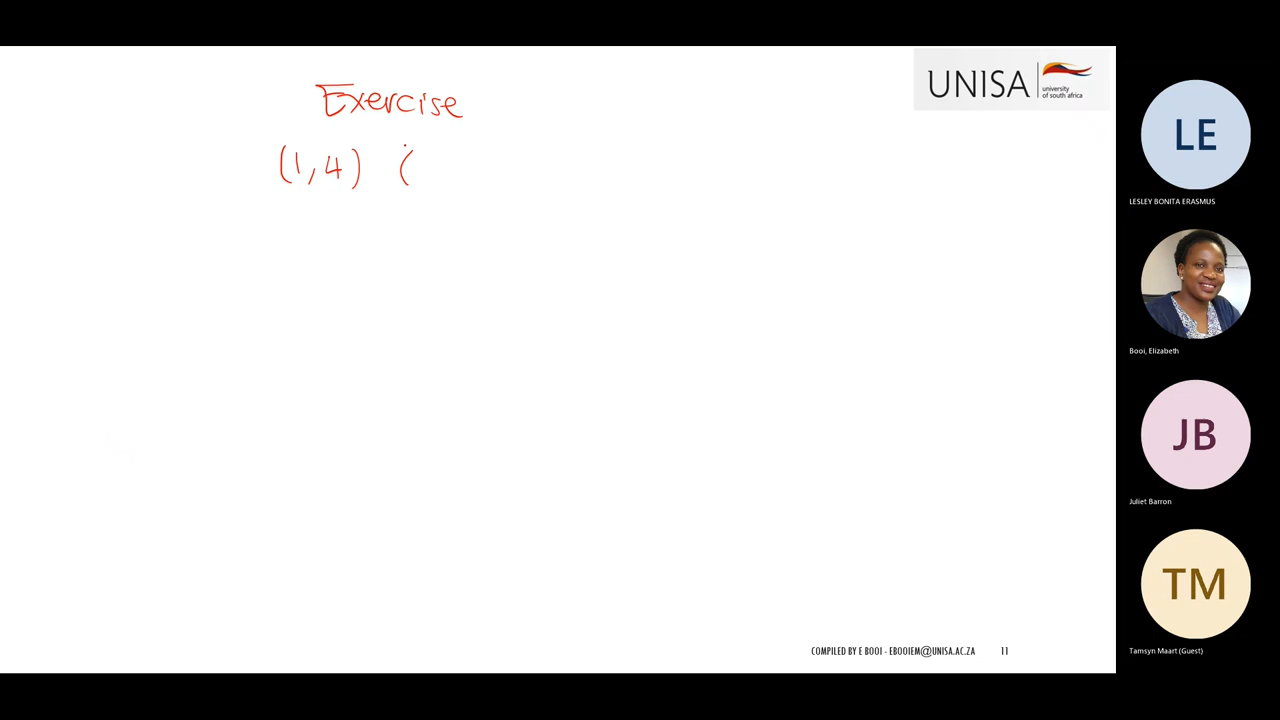 Exercise
(1,4) (
UNISA
university
of south africa
LE
LESLEY BONITA ERASMUS
Booi, Elizabeth
JB
Juliet Barron
TM
Tamsyn Maart (Guest)
COMPILED BY E BOOI - EBOOIEM@UNISA.AC.ZA 11